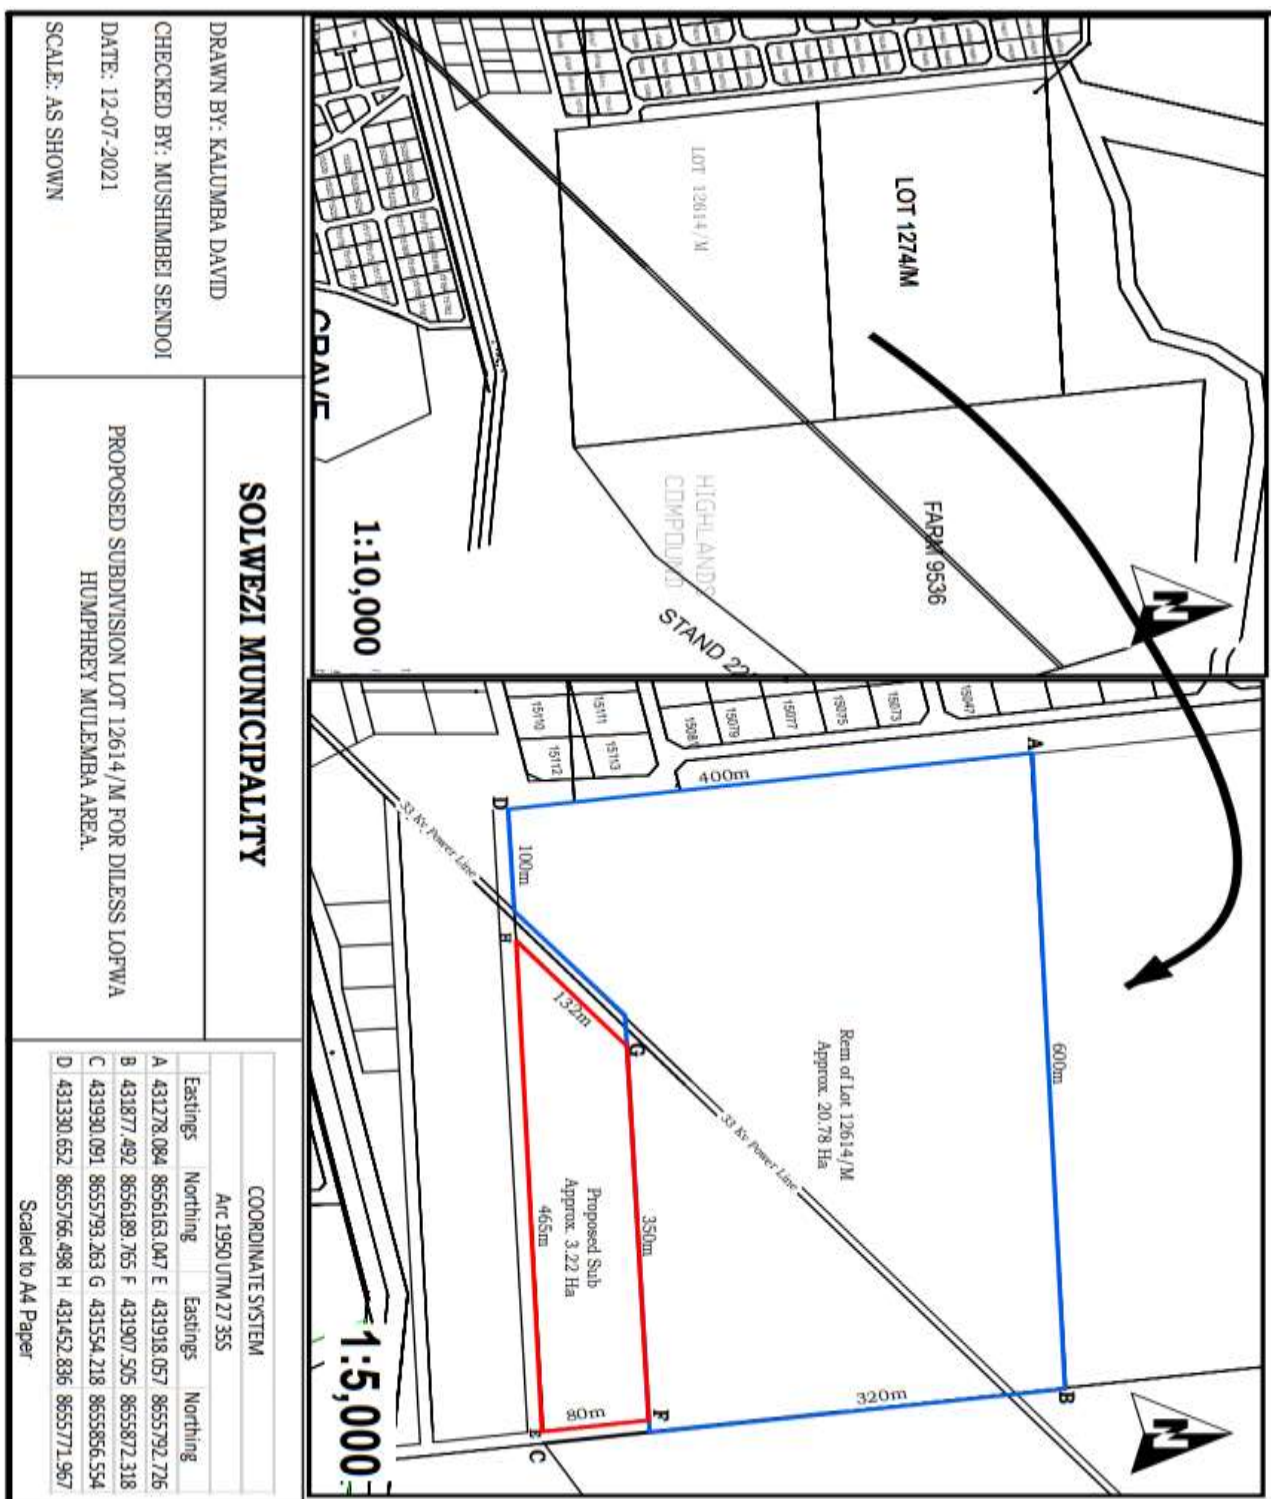 LOT 1274/M
LOT 12614/M
FARM 9536
HIGHLANDS
COMPOUND
STAND 22
GRAVE
1:10,000
N
15047
15073
15075
15077
15079
15081
15111
15113
15110
15112
A
400m
D
100m
33 Kv Power Line
H
132m
G
600m
Rem of Lot 12614/M
Approx. 20.78 Ha
33 Kv Power Line
350m
Proposed Sub
Approx. 3.22 Ha
465m
320m
B
F
80m
E
C
N
1:5,000
DRAWN BY: KALUMBA DAVID
CHECKED BY: MUSHIMBEI SENDOI
DATE: 12-07-2021
SCALE: AS SHOWN
SOLWEZI MUNICIPALITY
PROPOSED SUBDIVISION LOT 12614/M FOR DILESS LOFWA
HUMPHREY MULEMBA AREA.
COORDINATE SYSTEM
Arc 1950 UTM 27 35S
Eastings Northing Eastings Northing
A 431278.084 8656163.047 E 431918.057 8655792.726
B 431877.492 8656189.765 F 431907.505 8655872.318
C 431930.091 8655793.263 G 431554.218 8655856.554
D 431330.652 8655766.498 H 431452.836 8655771.967
Scaled to A4 Paper